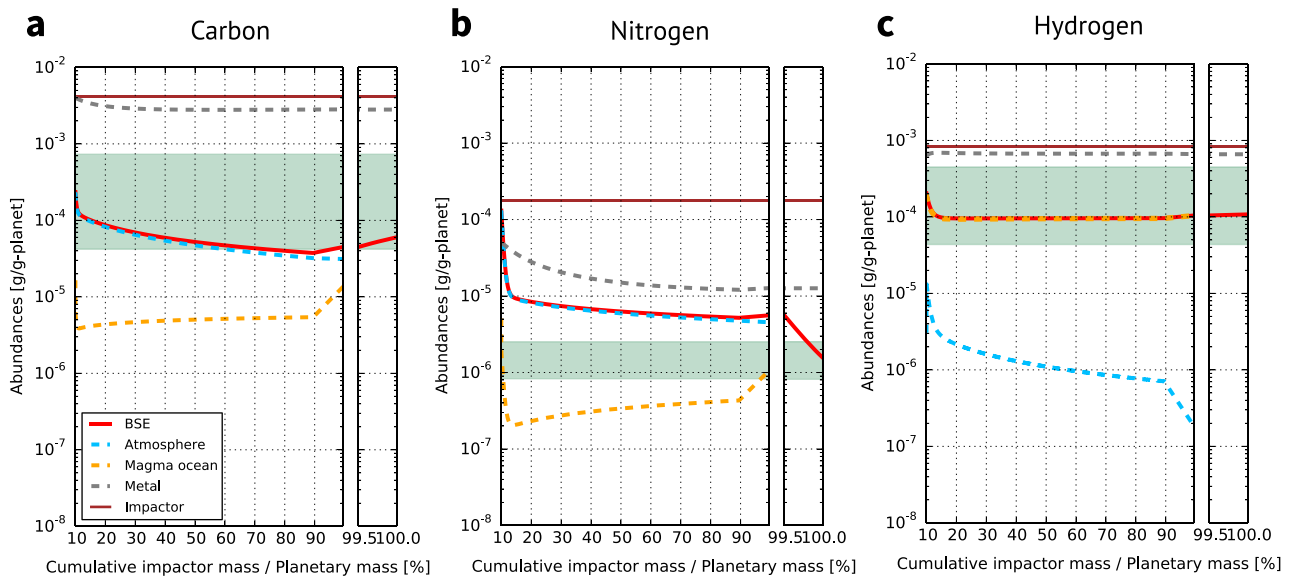 a
Carbon
Abundances [g/g-planet]
10^-2
10^-3
10^-4
10^-5
10^-6
10^-7
10^-8
BSE
Atmosphere
Magma ocean
Metal
Impactor
10 20 30 40 50 60 70 80 90 99.5 100.0
Cumulative impactor mass / Planetary mass [%]
b
Nitrogen
Abundances [g/g-planet]
10^-2
10^-3
10^-4
10^-5
10^-6
10^-7
10^-8
10 20 30 40 50 60 70 80 90 99.5 100.0
Cumulative impactor mass / Planetary mass [%]
c
Hydrogen
Abundances [g/g-planet]
10^-2
10^-3
10^-4
10^-5
10^-6
10^-7
10^-8
10 20 30 40 50 60 70 80 90 99.5 100.0
Cumulative impactor mass / Planetary mass [%]